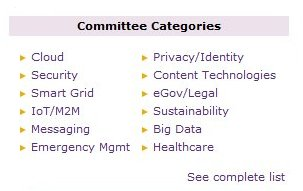 Committee Categories
Cloud
Security
Smart Grid
IoT/M2M
Messaging
Emergency Mgmt
Privacy/Identity
Content Technologies
eGov/Legal
Sustainability
Big Data
Healthcare
See complete list